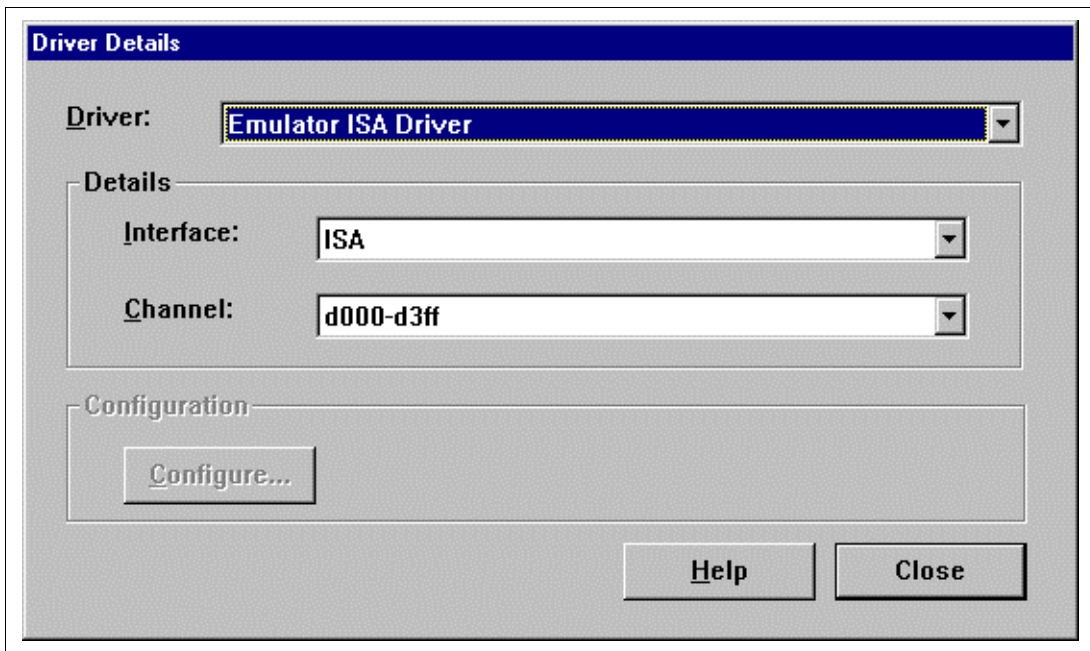 Driver Details
Driver: Emulator ISA Driver
Details
Interface: ISA
Channel: d000-d3ff
Configuration
Configure...
Help Close